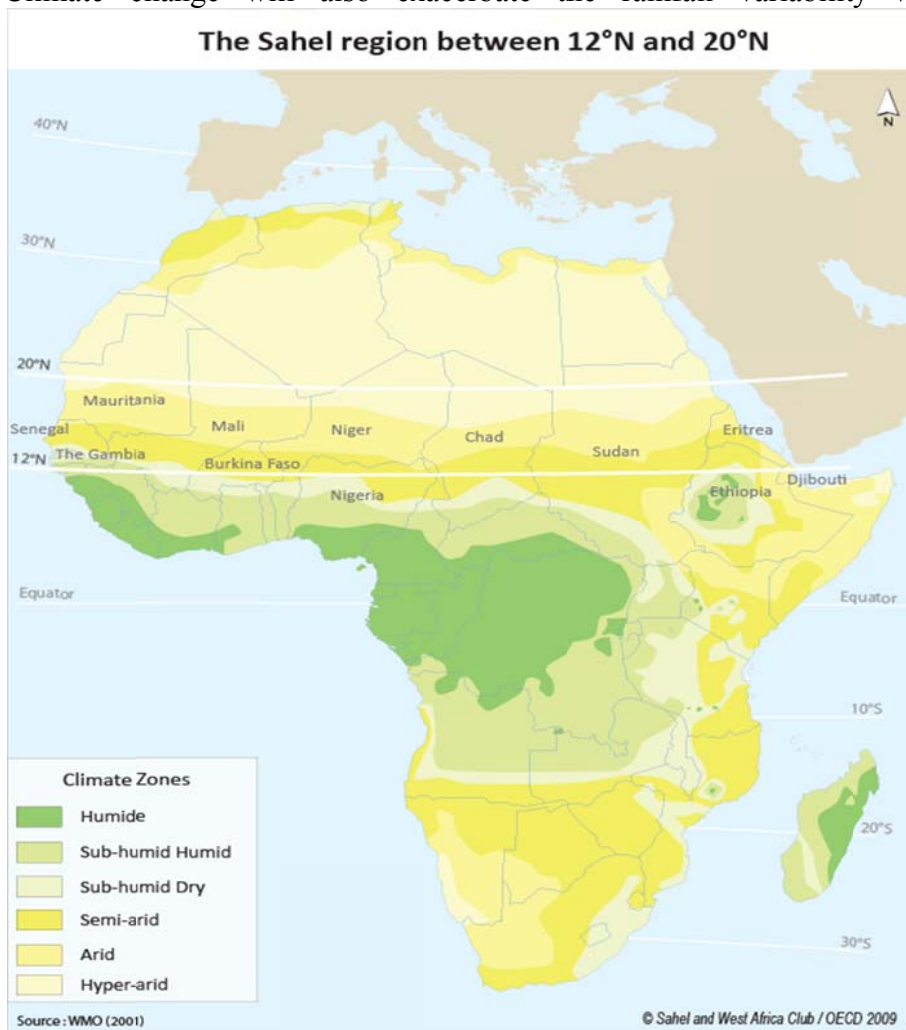 The Sahel region between 12°N and 20°N
N
40°N
30°N
20°N
Mauritania
Mali
Niger
Chad
Sudan
Eritrea
Senegal
The Gambia
12°N
Burkina Faso
Nigeria
Ethiopia
Djibouti
Equator
Equator
10°S
20°S
30°S
Climate Zones
Humide
Sub-humid Humid
Sub-humid Dry
Semi-arid
Arid
Hyper-arid
Source : WMO (2001)
© Sahel and West Africa Club / OECD 2009